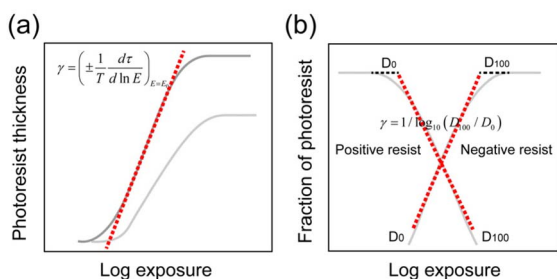 (a)
γ = (± 1/T dτ/d ln E)E=E₀
Photoresist thickness
Log exposure
(b)
D₀ D₁₀₀
γ = 1/log₁₀(D₁₀₀/D₀)
Positive resist Negative resist
Fraction of photoresist
D₀ D₁₀₀
Log exposure